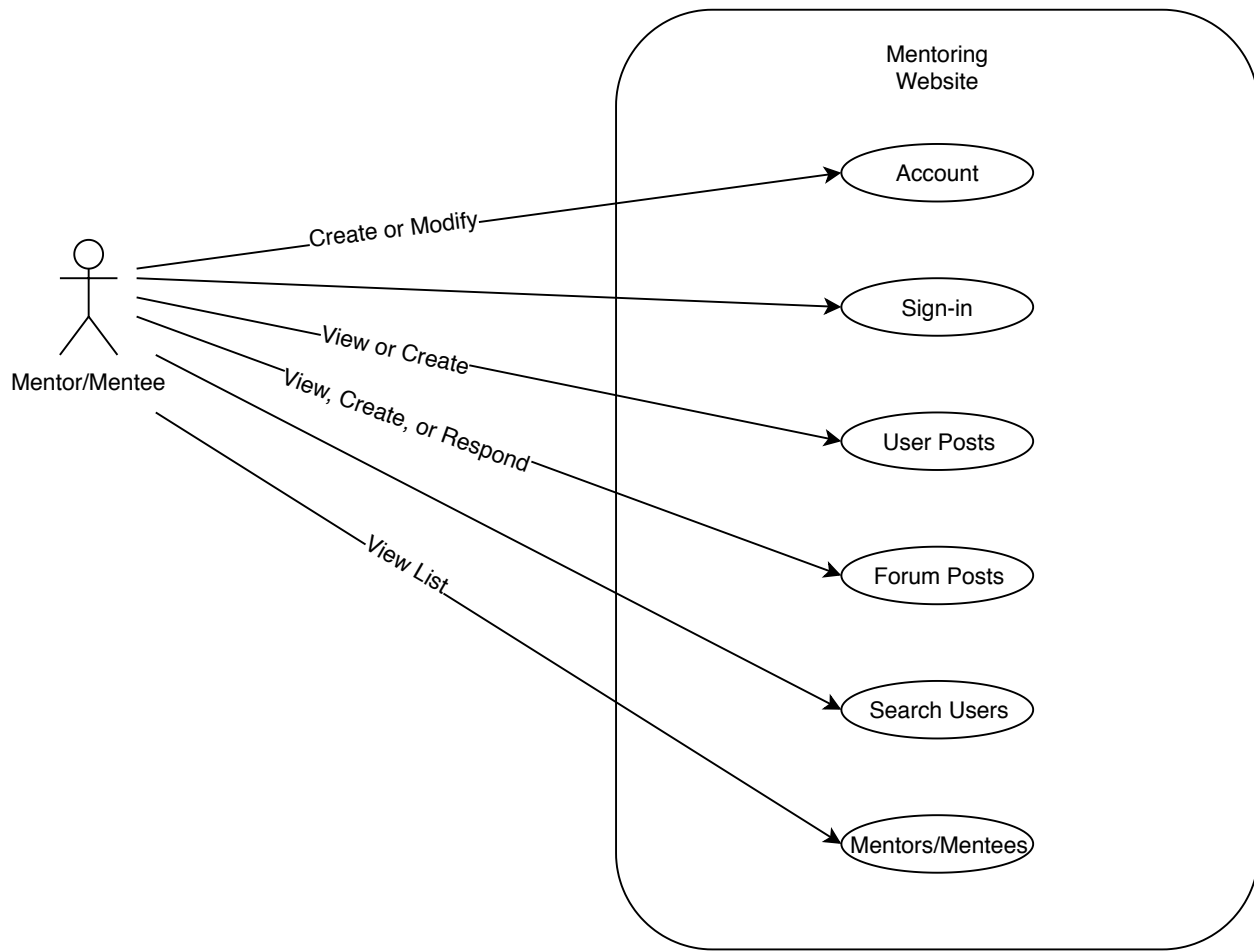 Mentoring
Website
Account
Create or Modify
Sign-in
View or Create
Mentor/Mentee
View, Create, or Respond
User Posts
View List
Forum Posts
Search Users
Mentors/Mentees